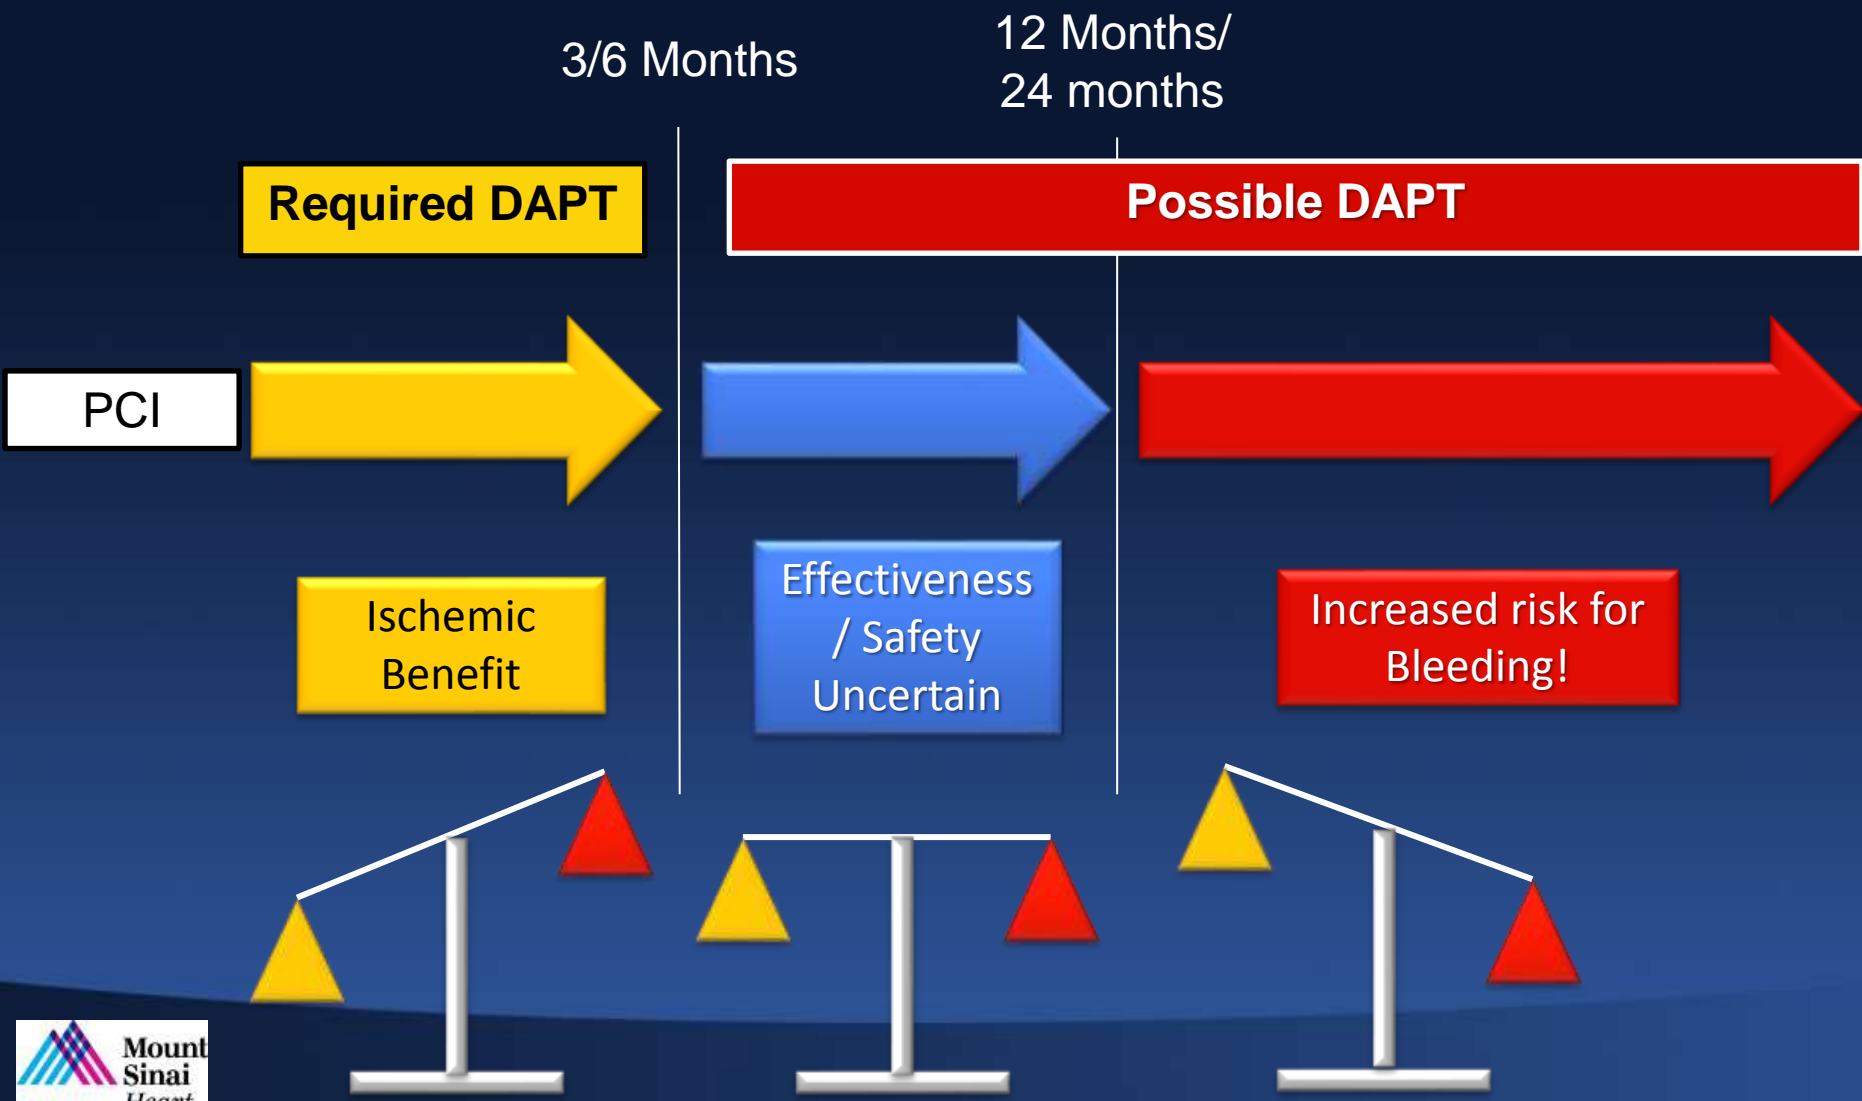 3/6 Months
12 Months/
24 months
Required DAPT
Possible DAPT
PCI
Ischemic
Benefit
Effectiveness
/ Safety
Uncertain
Increased risk for
Bleeding!
Mount
Sinai
Heart